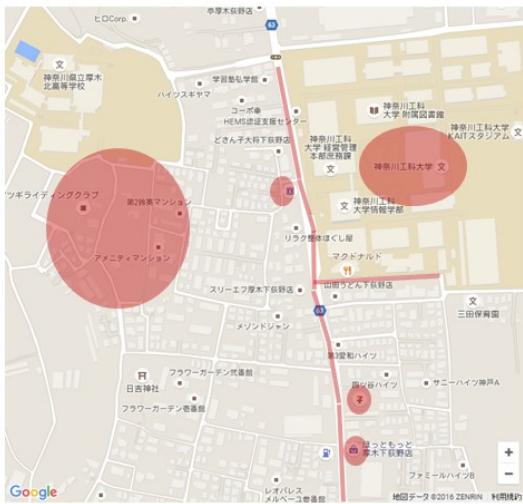 亭厚木荻野店
ヒロCorp.
63
神奈川県立厚木
北高等学校
学習塾弘学館
ハイツスギヤマ
コーポ幸
HEMS認証支援センター
どさん子大将下荻野店
神奈川工科
大学 附属図書館
神奈川工科大学
KAITスタジアム
神奈川工科
大学 経営管理
本部庶務課
神奈川工科大学
神奈川工科
大学情報学部
ツギライディングクラブ
第2鈴美マンション
アメニティマンション
リラク整体ほぐし屋
マクドナルド
スリーエフ厚木下荻野店
山田うどん下荻野店
63
三田保育園
メゾンドジャン
第3愛和ハイツ
日吉神社
フラワーガーデン弐番館
フラワーガーデン壱番館
四ツ谷ハイツ
サニーハイツ神戸A
ほっともっと
厚木下荻野店
ファミールハイツB
レオパレス
メルベーユ壱番館
+
−
Google
地図データ ©2016 ZENRIN
利用規約